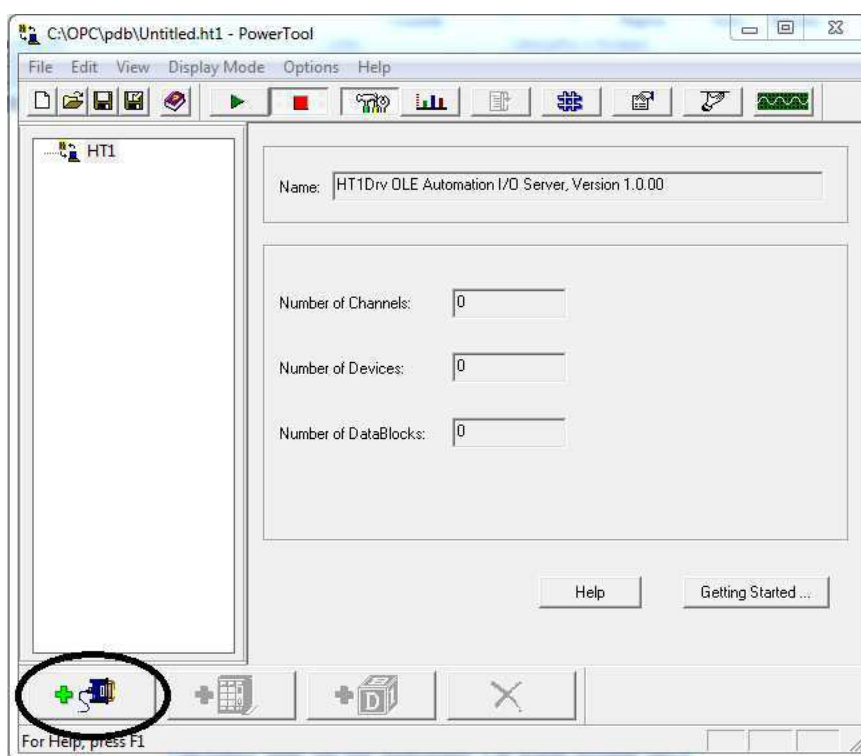 C:\OPC\pdb\Untitled.ht1 - PowerTool
File Edit View Display Mode Options Help
HT1
Name: HT1Drv OLE Automation I/O Server, Version 1.0.00
Number of Channels: 0
Number of Devices: 0
Number of DataBlocks: 0
Help Getting Started ...
D
For Help, press F1